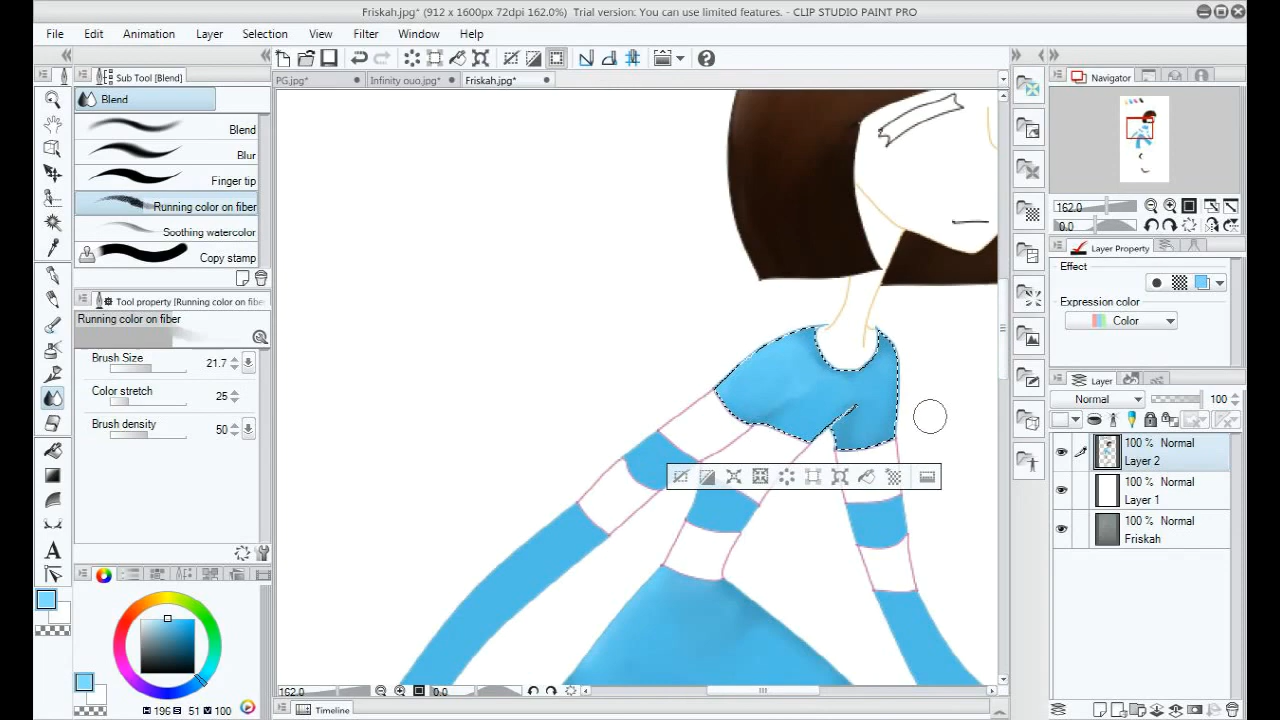 Friskah.jpg* (912 x 1600px 72dpi 162.0%)  Trial version: You can use limited features. - CLIP STUDIO PAINT PRO
File Edit Animation Layer Selection View Filter Window Help
Sub Tool [Blend]
PG.jpg*
Infinity ouo.jpg*
Friskah.jpg*
Navigator
Blend
Blend
Blur
Finger tip
Running color on fiber
Soothing watercolor
Copy stamp
162.0
0.0
Layer Property
Effect
Expression color
Color
Tool property [Running color on fiber
Running color on fiber
Brush Size 21.7
Color stretch 25
Brush density 50
Layer
Normal 100
100 % Normal
Layer 2
100 % Normal
Layer 1
100 % Normal
Friskah
A
162.0
0.0
H 196 S 51 V 100
Timeline